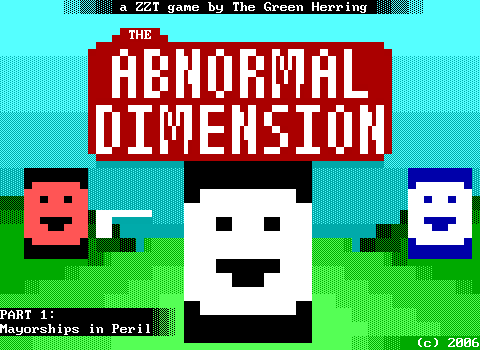 a ZZT game by The Green Herring
THE
ABNORMAL
DIMENSION
PART 1:
Mayorships in Peril
(c) 2006